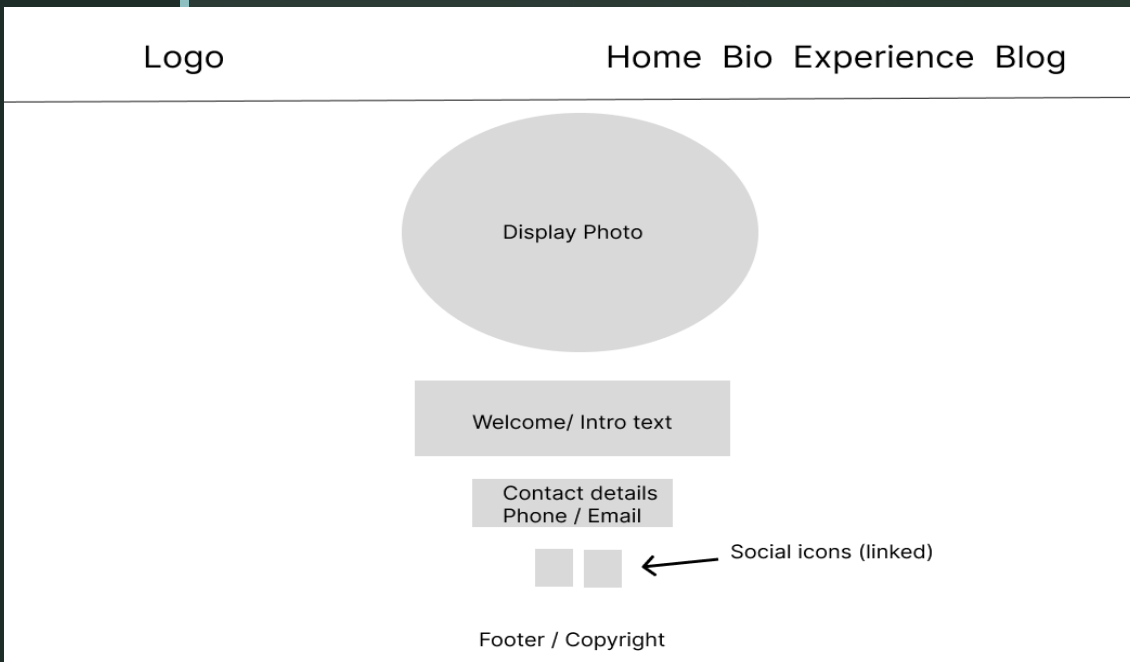 Logo
Home Bio Experience Blog
Display Photo
Welcome/ Intro text
Contact details
Phone / Email
Social icons (linked)
Footer / Copyright